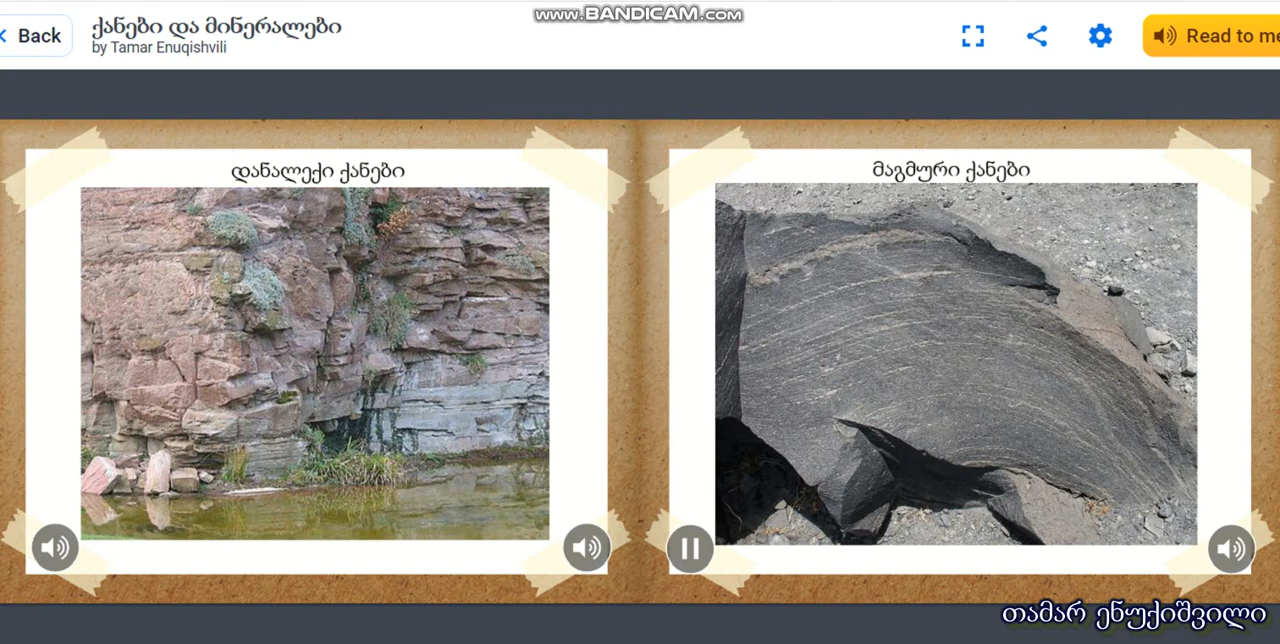 www.BANDICAM.com
Back
ქანები და მინერალები
by Tamar Enuqishvili
Read to me
დანალექი ქანები
მაგმური ქანები
თამარ ენუქიშვილი